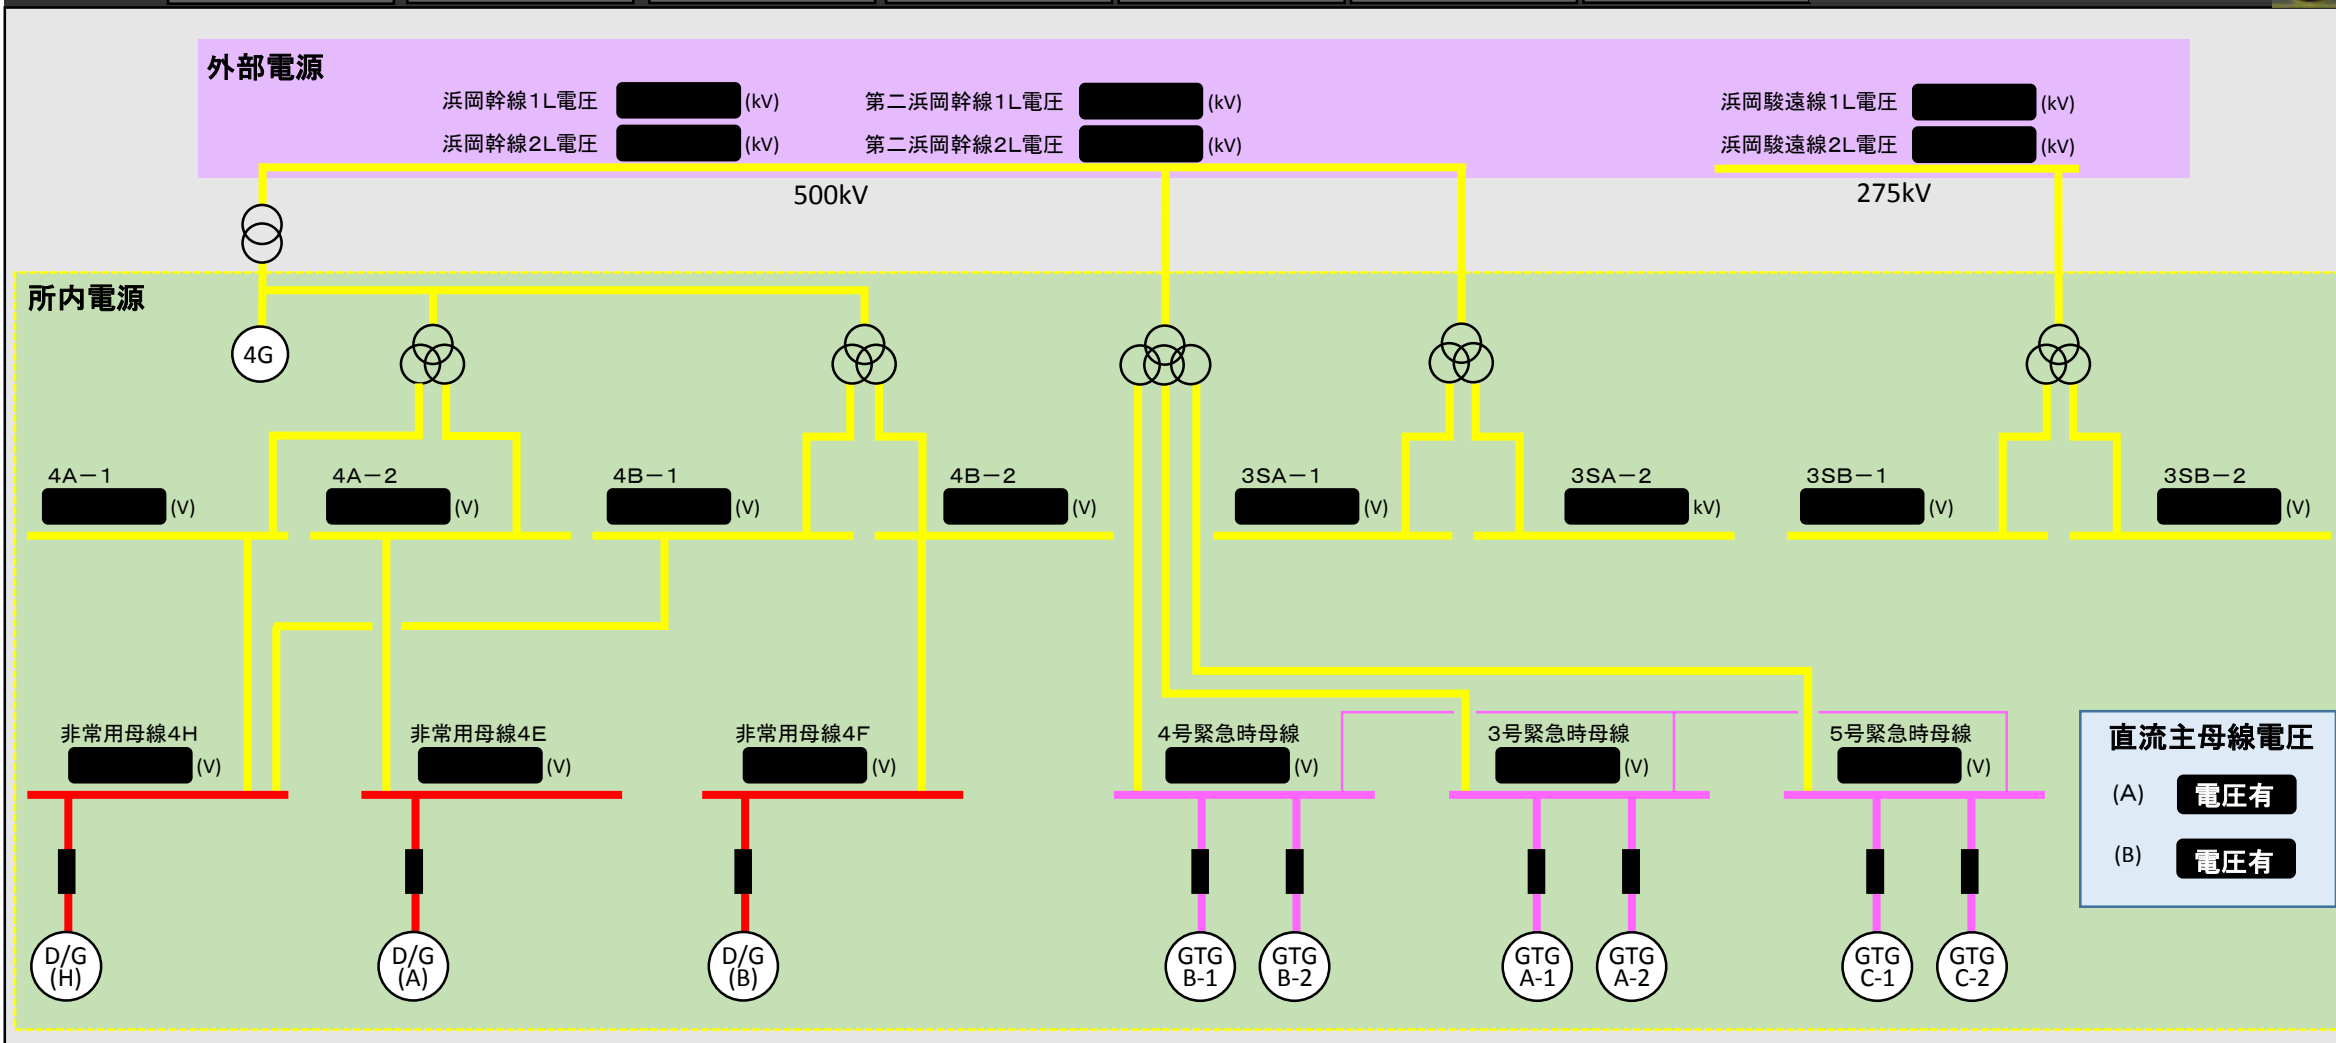 外部電源
浜岡幹線1L電圧 (kV) 第二浜岡幹線1L電圧 (kV) 浜岡駿遠線1L電圧 (kV)
浜岡幹線2L電圧 (kV) 第二浜岡幹線2L電圧 (kV) 浜岡駿遠線2L電圧 (kV)
500kV 275kV
所内電源
4G
4A－1 4A－2 4B－1 4B－2 3SA－1 3SA－2 3SB－1 3SB－2
(V) (V) (V) (V) (V) kV) (V) (V)
非常用母線4H 非常用母線4E 非常用母線4F 4号緊急時母線 3号緊急時母線 5号緊急時母線
(V) (V) (V) (V) (V) (V)
直流主母線電圧
(A) 電圧有
(B) 電圧有
D/G D/G D/G GTG GTG GTG GTG GTG GTG
(H) (A) (B) B-1 B-2 A-1 A-2 C-1 C-2